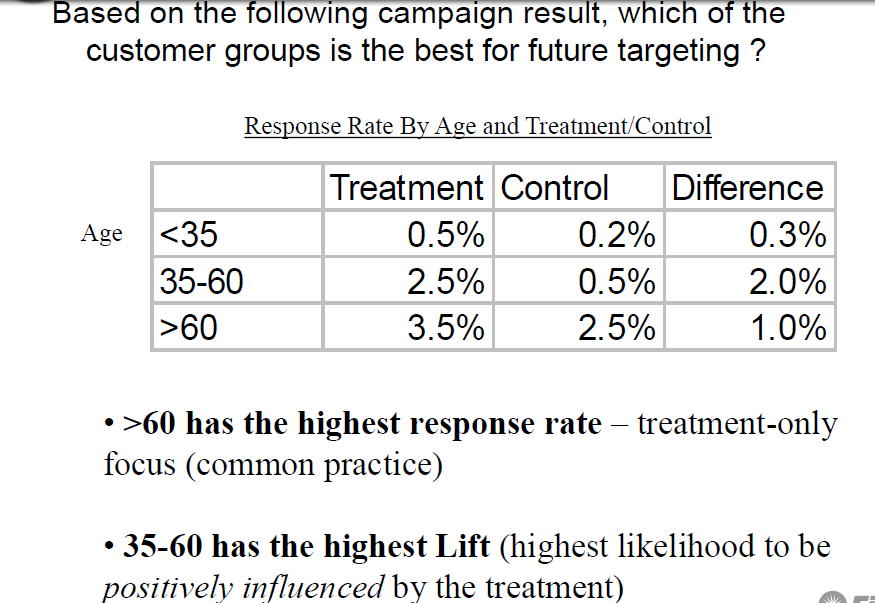 Based on the following campaign result, which of the
customer groups is the best for future targeting ?
Response Rate By Age and Treatment/Control
Treatment Control Difference
Age <35 0.5% 0.2% 0.3%
35-60 2.5% 0.5% 2.0%
>60 3.5% 2.5% 1.0%
• >60 has the highest response rate – treatment-only
focus (common practice)
• 35-60 has the highest Lift (highest likelihood to be
positively influenced by the treatment)